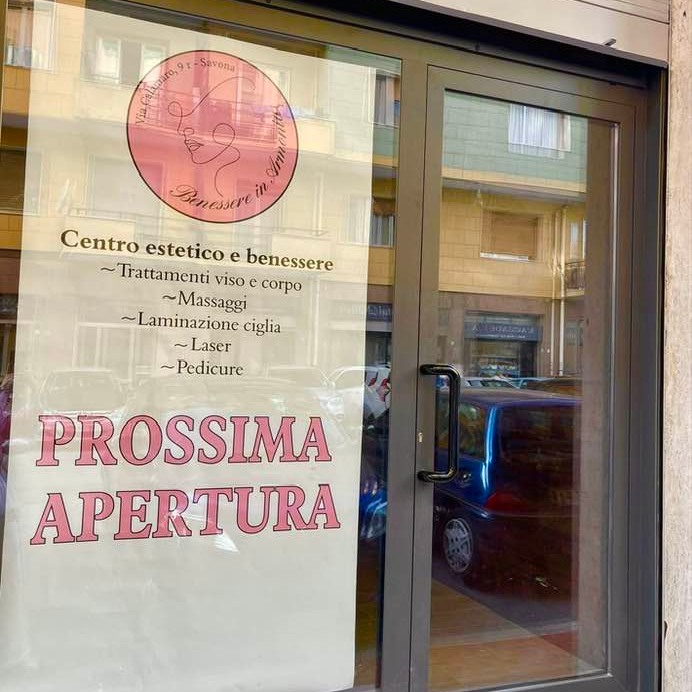 Via Calamaro, 9 r - Savona
Benessere in Armonia
Centro estetico e benessere
~Trattamenti viso e corpo
~Massaggi
~Laminazione ciglia
~Laser
~Pedicure
PROSSIMA
APERTURA